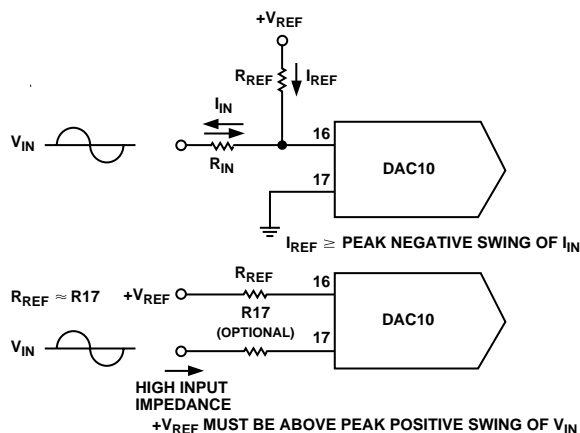 +VREF
RREF
IREF
IIN
VIN
RIN
16
17
DAC10
IREF ≥ PEAK NEGATIVE SWING OF IIN
RREF ≈ R17
+VREF
RREF
16
R17
(OPTIONAL)
17
DAC10
VIN
HIGH INPUT
IMPEDANCE
+VREF MUST BE ABOVE PEAK POSITIVE SWING OF VIN